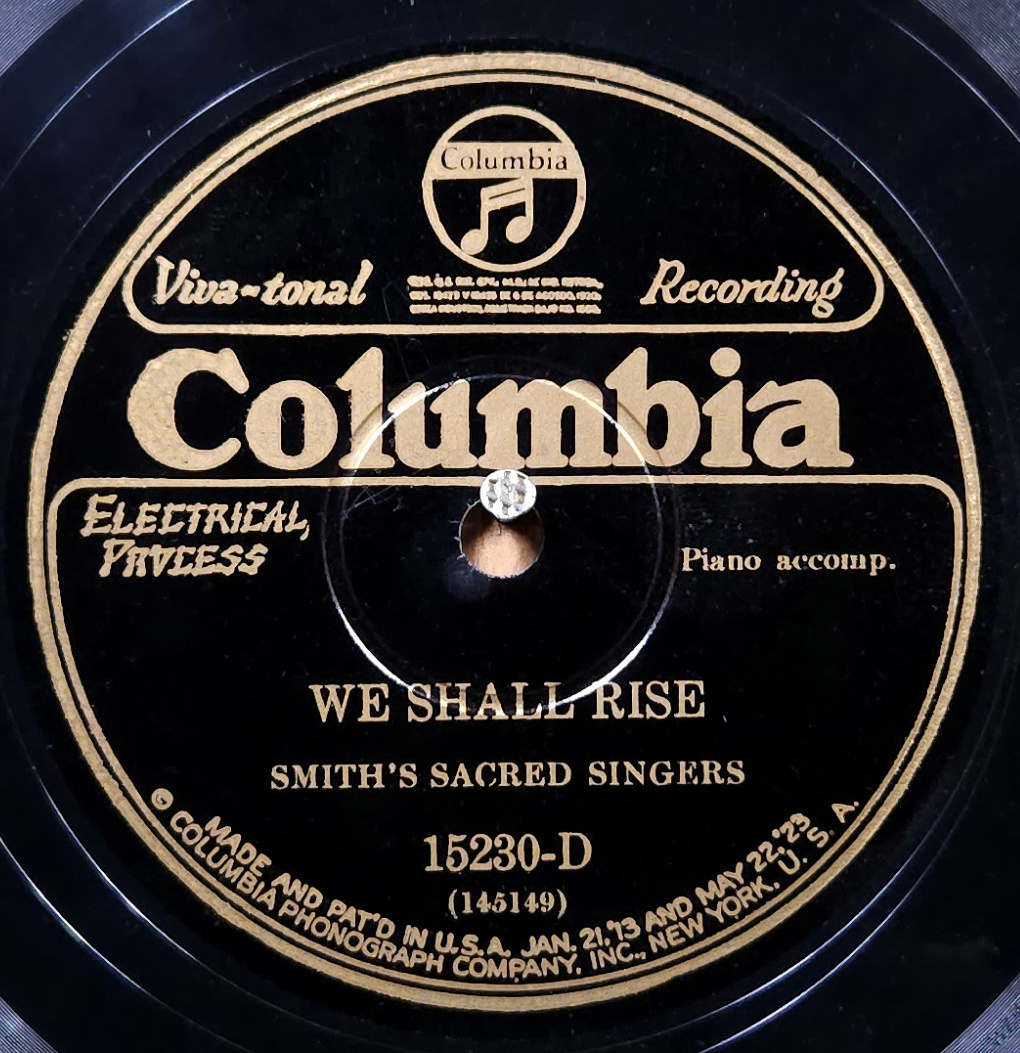 Columbia
Viva-tonal Recording
Columbia
ELECTRICAL
PROCESS
Piano accomp.
WE SHALL RISE
SMITH'S SACRED SINGERS
15230-D
(145149)
MADE AND PAT'D IN U.S.A. JAN. 21,'13 AND MAY 22,'23
© COLUMBIA PHONOGRAPH COMPANY, INC., NEW YORK, U. S. A.